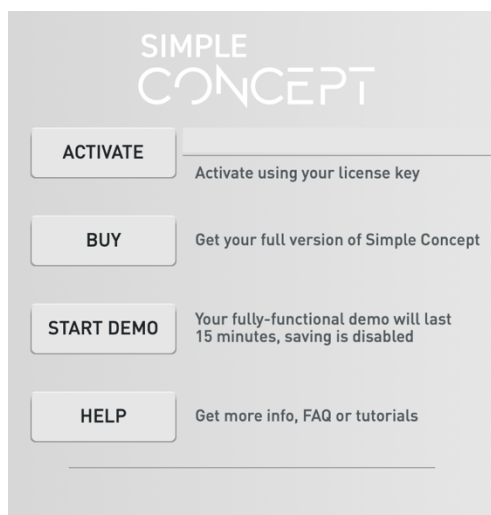 SIMPLE
CONCEPT
ACTIVATE
Activate using your license key
BUY
Get your full version of Simple Concept
START DEMO
Your fully-functional demo will last
15 minutes, saving is disabled
HELP
Get more info, FAQ or tutorials